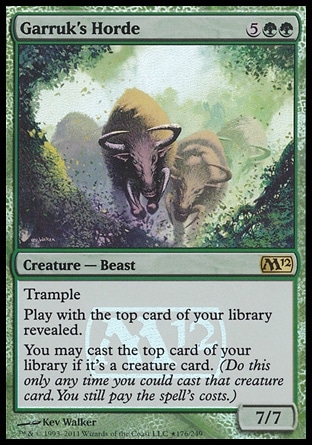 Garruk's Horde 5
Creature — Beast M12
Trample
Play with the top card of your library
revealed.
You may cast the top card of your
library if it's a creature card. (Do this
only any time you could cast that creature
card. You still pay the spell's costs.)
M12
Kev Walker
™ & © 1993–2011 Wizards of the Coast LLC ★176/249
7/7